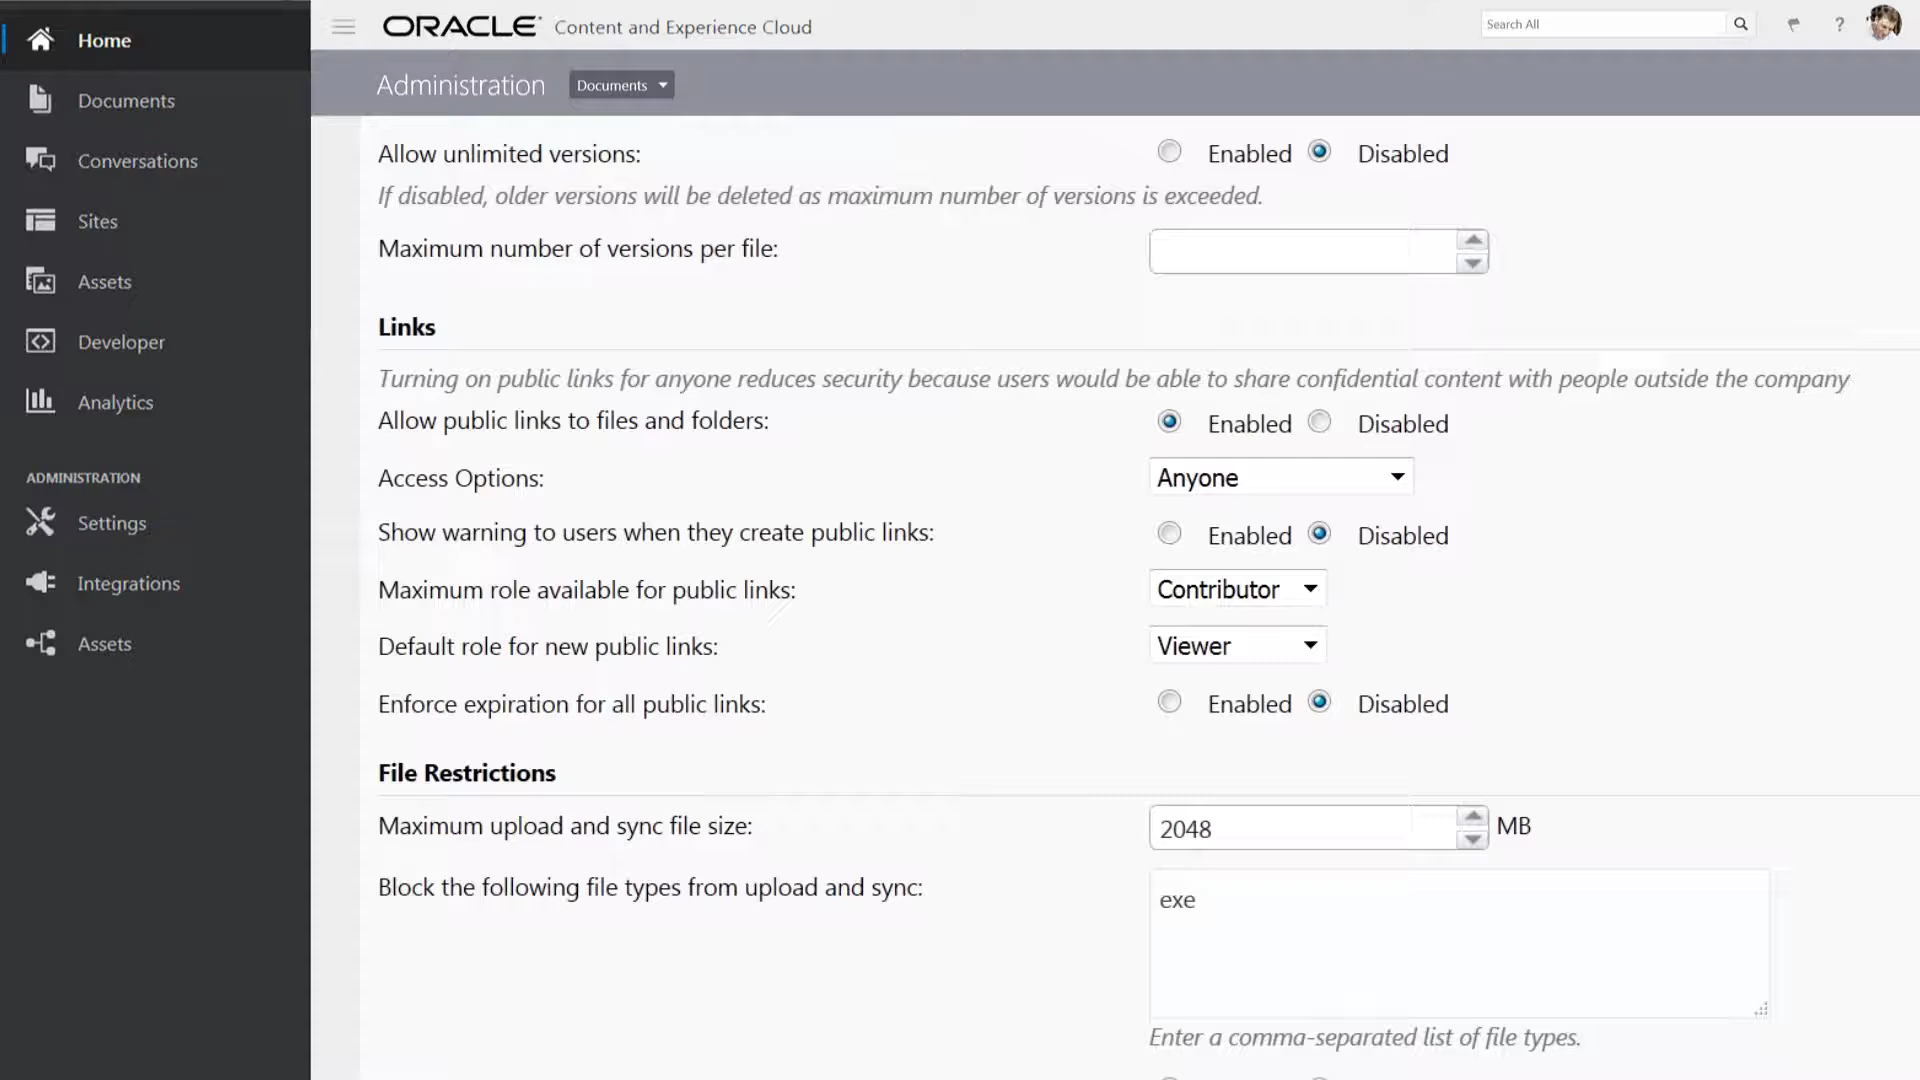 Home
Documents
Conversations
Sites
Assets
Developer
Analytics
ADMINISTRATION
Settings
Integrations
Assets
ORACLE Content and Experience Cloud
Search All
?
Administration Documents
Allow unlimited versions: Enabled Disabled
If disabled, older versions will be deleted as maximum number of versions is exceeded.
Maximum number of versions per file:
Links
Turning on public links for anyone reduces security because users would be able to share confidential content with people outside the company
Allow public links to files and folders: Enabled Disabled
Access Options: Anyone
Show warning to users when they create public links: Enabled Disabled
Maximum role available for public links: Contributor
Default role for new public links: Viewer
Enforce expiration for all public links: Enabled Disabled
File Restrictions
Maximum upload and sync file size: 2048 MB
Block the following file types from upload and sync: exe
Enter a comma-separated list of file types.